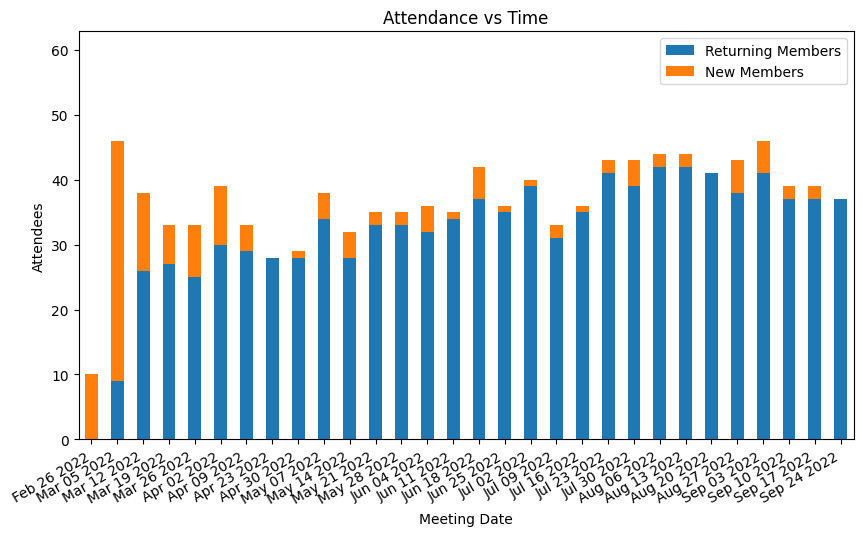 Attendance vs Time
Returning Members
New Members
Attendees
60
50
40
30
20
10
0
Feb 26 2022
Mar 05 2022
Mar 12 2022
Mar 19 2022
Mar 26 2022
Apr 02 2022
Apr 09 2022
Apr 23 2022
Apr 30 2022
May 07 2022
May 14 2022
May 21 2022
May 28 2022
Jun 04 2022
Jun 11 2022
Jun 18 2022
Jun 25 2022
Jul 02 2022
Jul 09 2022
Jul 16 2022
Jul 23 2022
Jul 30 2022
Aug 06 2022
Aug 13 2022
Aug 20 2022
Aug 27 2022
Sep 03 2022
Sep 10 2022
Sep 17 2022
Sep 24 2022
Meeting Date